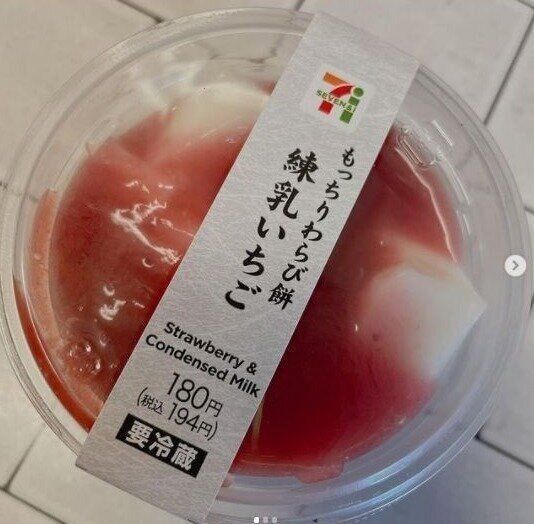 SEVEN&i
もっちりわらび餅
練乳いちご
Strawberry &
Condensed Milk
180円
(税込 194円)
要冷蔵